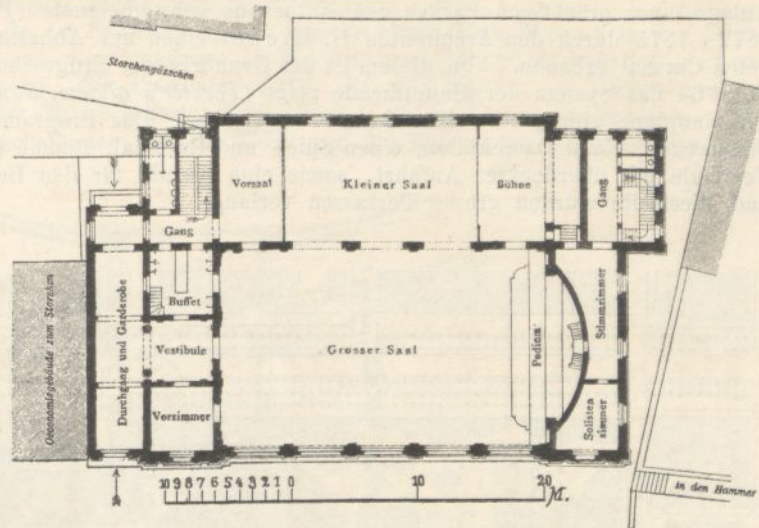 Storchengässchen
Vorsaal
Kleiner Saal
Bühne
Gang
Gang
Buffet
Stimmzimmer
Oeconomiegebäude zum Storchen
Durchgang und Garderobe
Vestibule
Grosser Saal
Podium
Vorzimmer
Solisten
zimmer
in den Hammer
A
10 9 8 7 6 5 4 3 2 1 0 10 20 M.